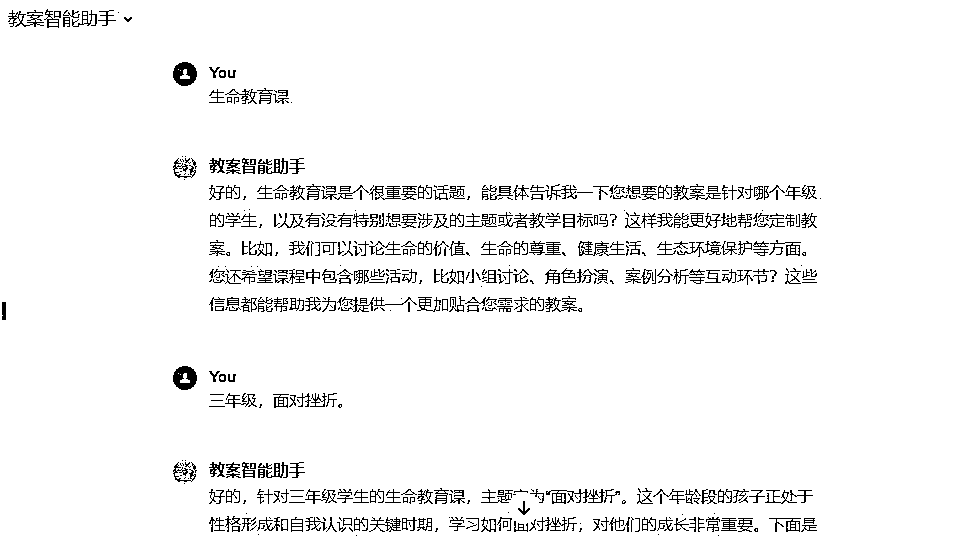 教案智能助手
You
生命教育课
教案智能助手
好的，生命教育课是个很重要的话题，能具体告诉我一下您想要的教案是针对哪个年级
的学生，以及有没有特别想要涉及的主题或者教学目标吗？这样我能更好地帮您定制教
案。比如，我们可以讨论生命的价值、生命的尊重、健康生活、生态环境保护等方面。
您还希望课程中包含哪些活动，比如小组讨论、角色扮演、案例分析等互动环节？这些
信息都能帮助我为您提供一个更加贴合您需求的教案。
You
三年级，面对挫折。
教案智能助手
好的，针对三年级学生的生命教育课，主题定为“面对挫折”。这个年龄段的孩子正处于
性格形成和自我认识的关键时期，学习如何面对挫折，对他们的成长非常重要。下面是